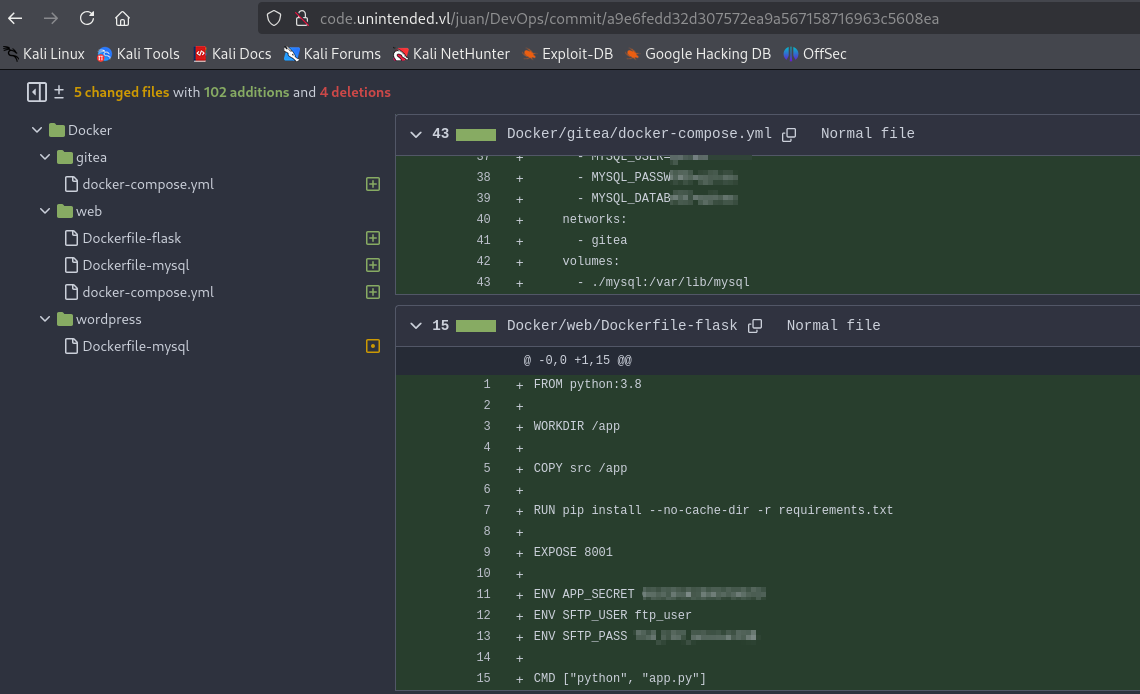 code.unintended.vl/juan/DevOps/commit/a9e6fedd32d307572ea9a567158716963c5608ea
Kali Linux Kali Tools Kali Docs Kali Forums Kali NetHunter Exploit-DB Google Hacking DB OffSec
5 changed files with 102 additions and 4 deletions
Docker
gitea
docker-compose.yml
web
Dockerfile-flask
Dockerfile-mysql
docker-compose.yml
wordpress
Dockerfile-mysql
43 Docker/gitea/docker-compose.yml Normal file
37 + - MYSQL_USER=
38 + - MYSQL_PASSW
39 + - MYSQL_DATAB
40 + networks:
41 + - gitea
42 + volumes:
43 + - ./mysql:/var/lib/mysql
15 Docker/web/Dockerfile-flask Normal file
@ -0,0 +1,15 @@
1 + FROM python:3.8
2 +
3 + WORKDIR /app
4 +
5 + COPY src /app
6 +
7 + RUN pip install --no-cache-dir -r requirements.txt
8 +
9 + EXPOSE 8001
10 +
11 + ENV APP_SECRET
12 + ENV SFTP_USER ftp_user
13 + ENV SFTP_PASS
14 +
15 + CMD ["python", "app.py"]